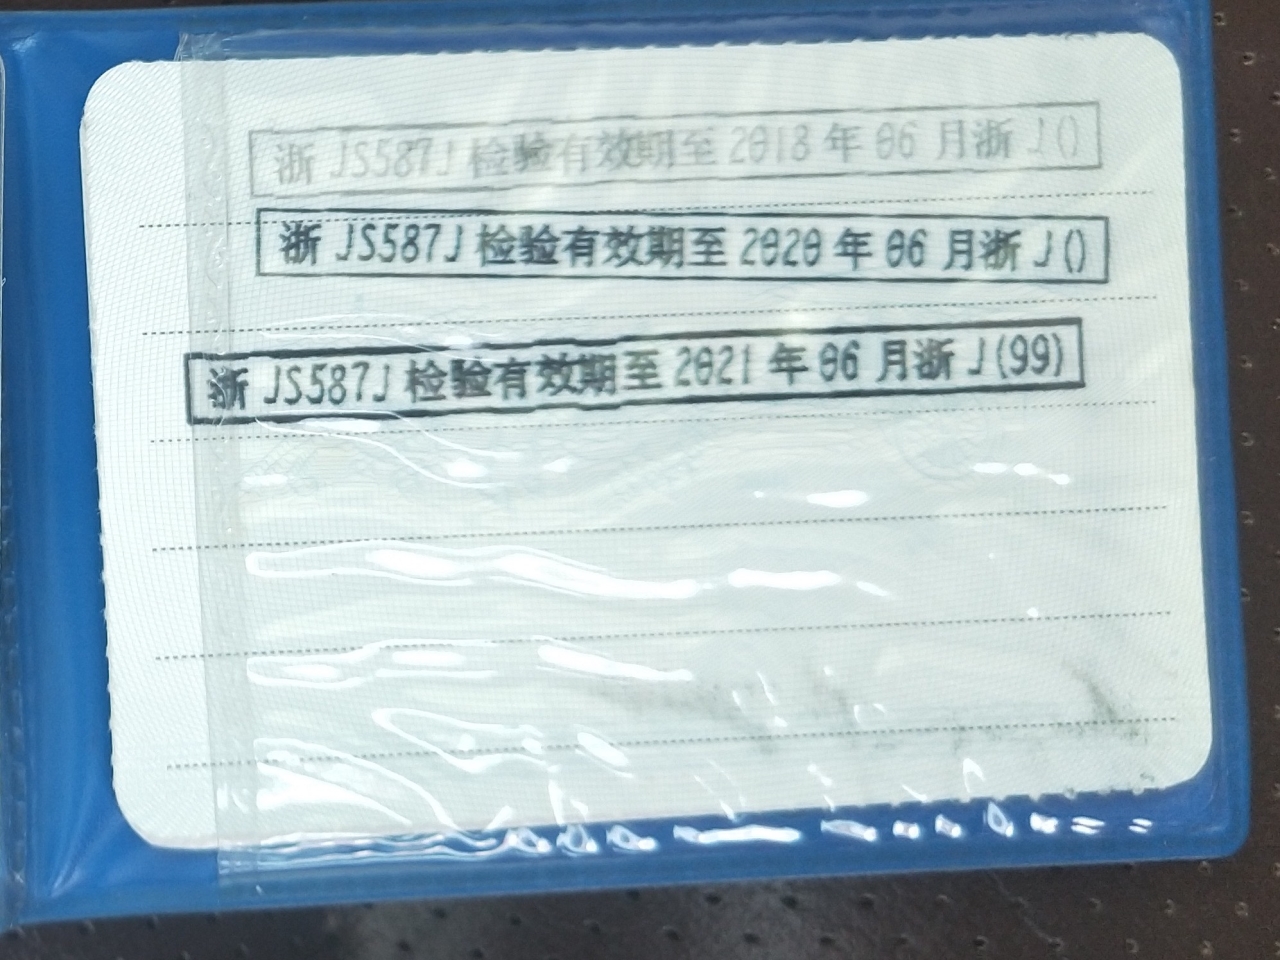 浙 JS587J 检验有效期至 2018 年 06 月浙 J()
浙 JS587J 检验有效期至 2020 年 06 月浙 J()
浙 JS587J 检验有效期至 2021 年 06 月浙 J(99)